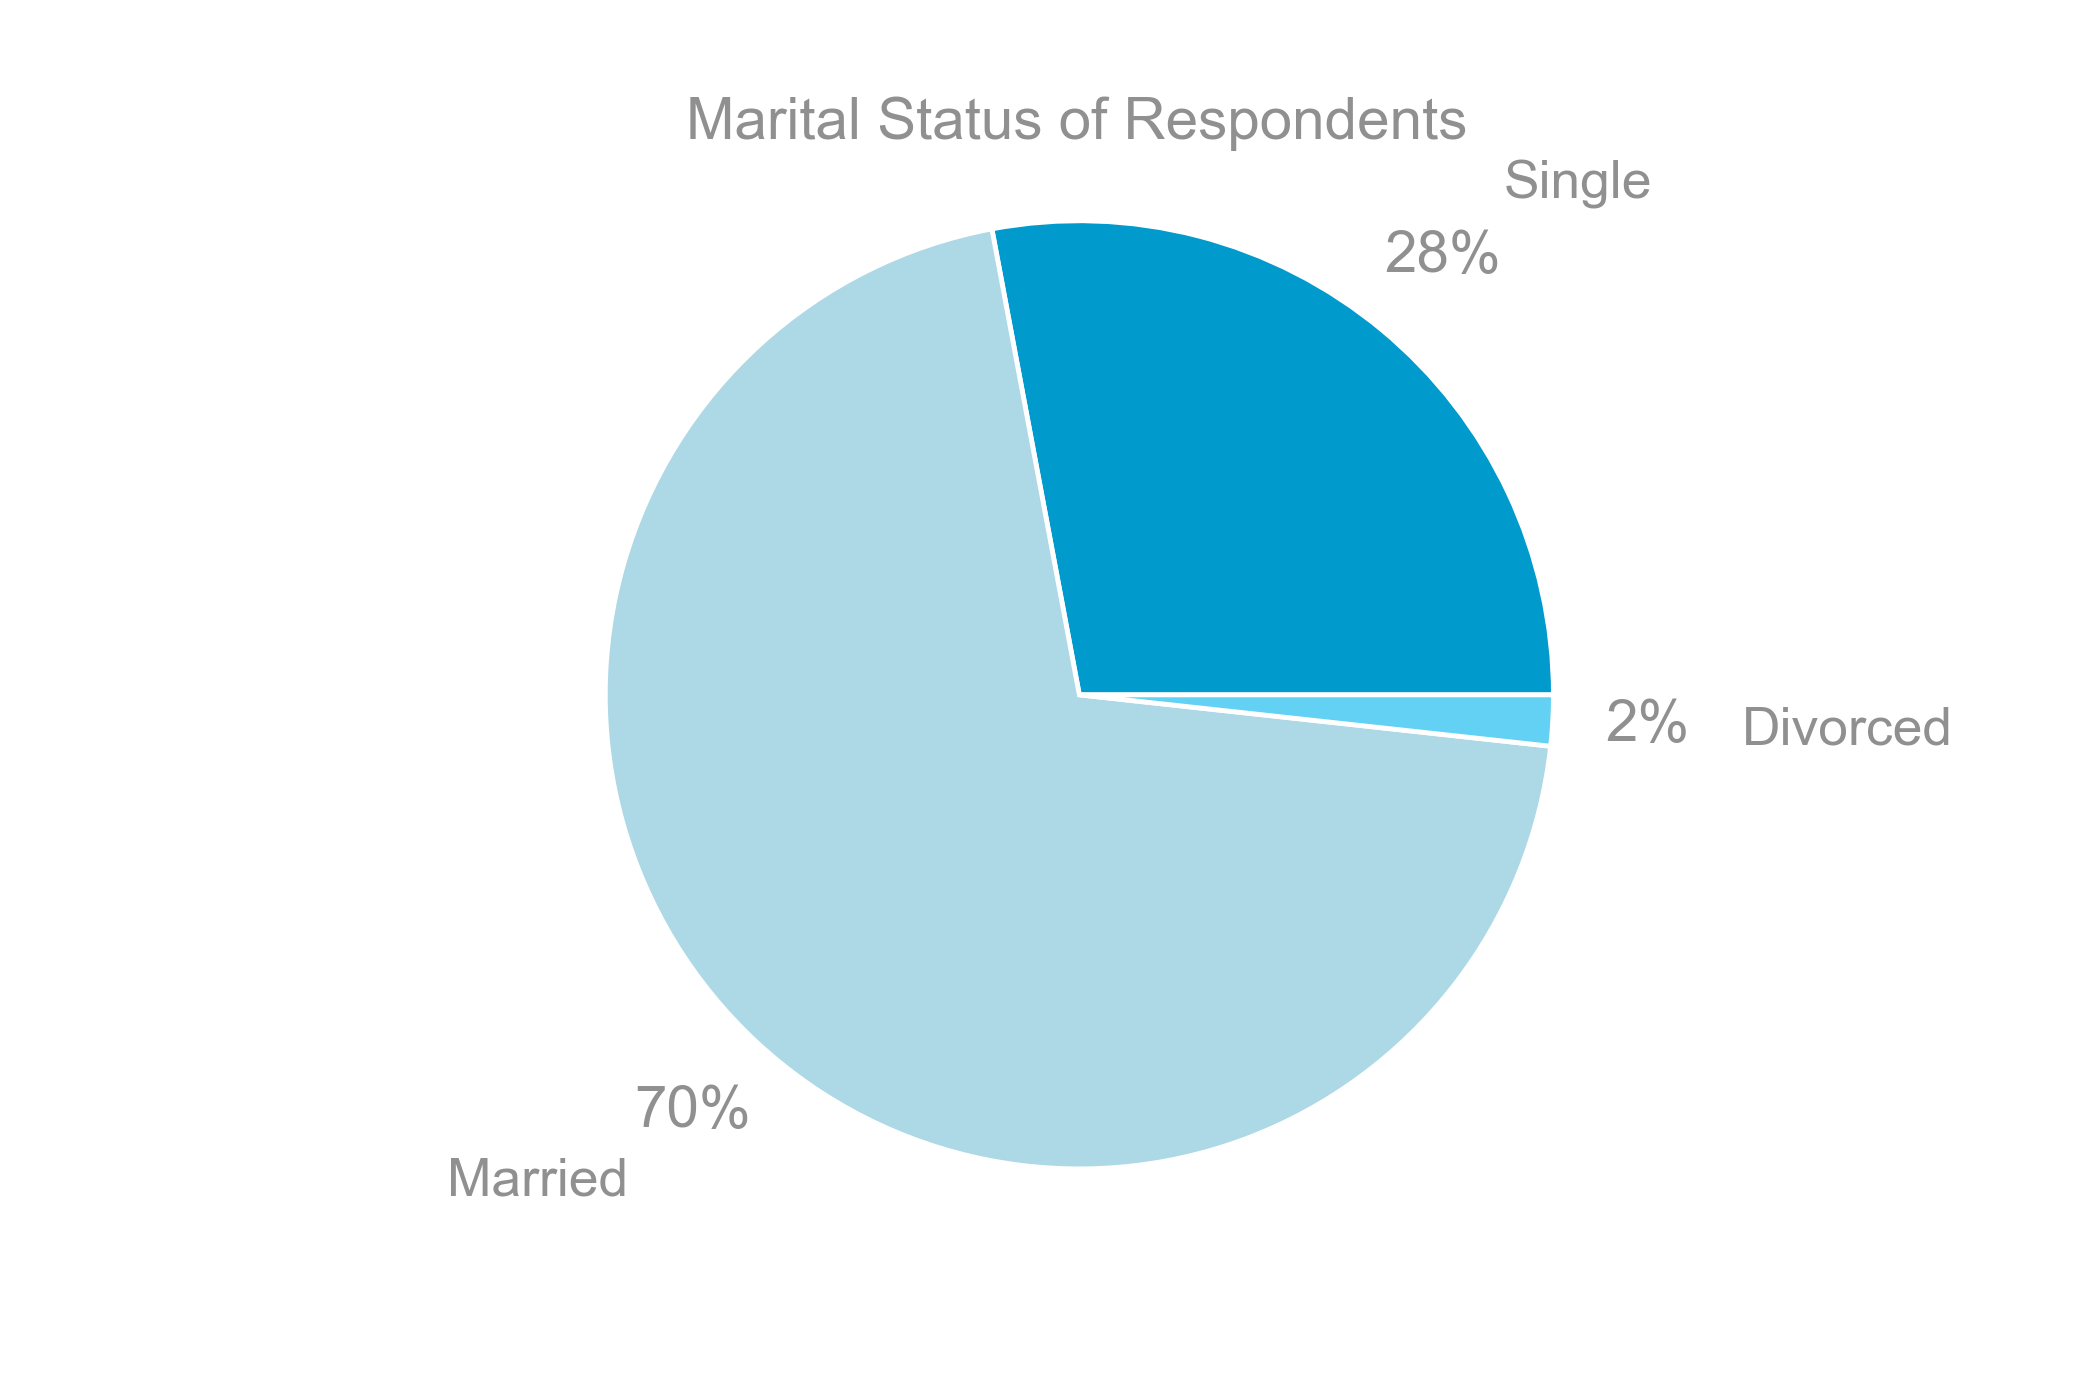 Marital Status of Respondents
Single
28%
2% Divorced
70%
Married